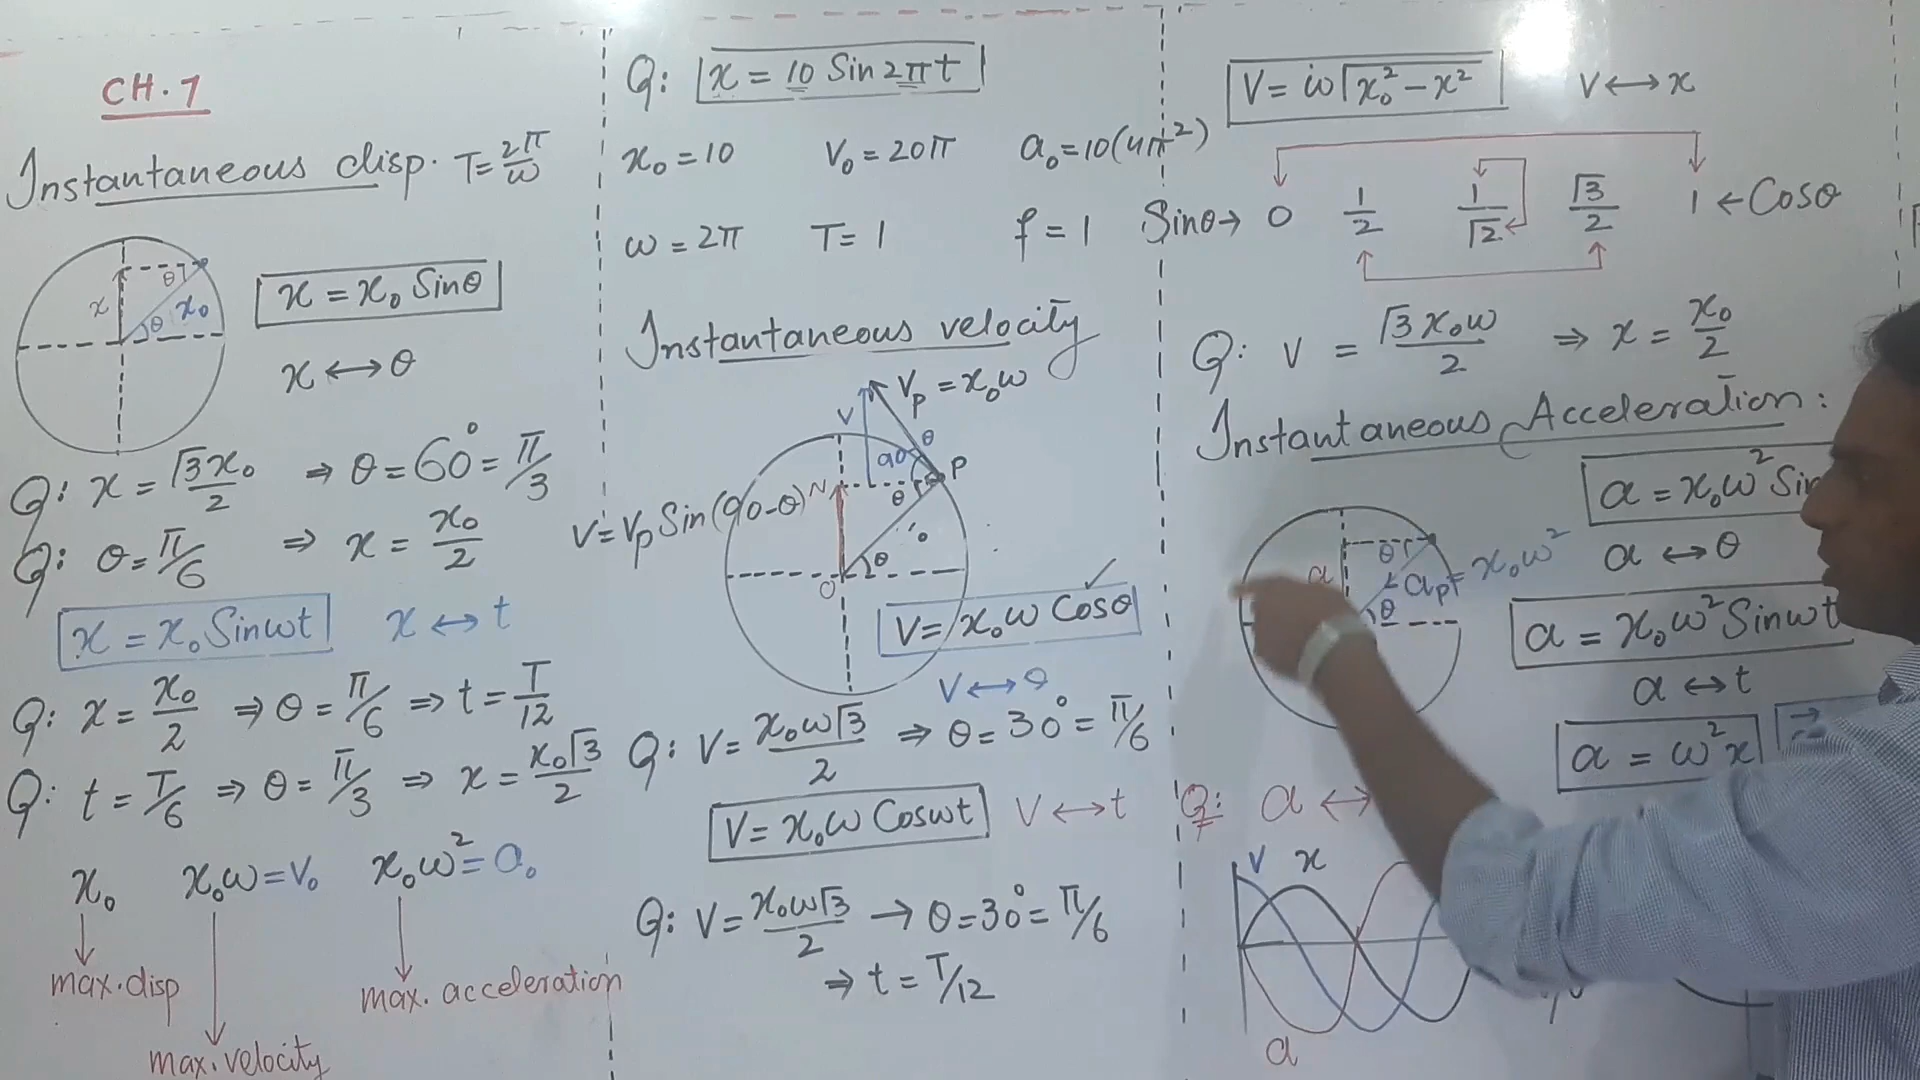 CH. 7
Instantaneous disp. T = 2π/ω
x θ
θ x₀
x = x₀ Sinθ
x ↔ θ
Q: x = √3x₀/2 ⇒ θ = 60° = π/3
Q: θ = π/6 ⇒ x = x₀/2
x = x₀ Sinωt x ↔ t
Q: x = x₀/2 ⇒ θ = π/6 ⇒ t = T/12
Q: t = T/6 ⇒ θ = π/3 ⇒ x = x₀√3/2
x₀ x₀ω = V₀ x₀ω² = a₀
max. disp
max. velocity
max. acceleration
Q: x = 10 Sin 2πt
x₀ = 10 V₀ = 20π a₀ = 10(4π²)
ω = 2π T = 1 f = 1
Instantaneous velocity
V Vₚ = x₀ω
θ
90-θ P
N θ
V = Vₚ Sin(90-θ)
θ
O
V = x₀ω Cosθ ✓
V ↔ θ
Q: V = x₀ω√3/2 ⇒ θ = 30° = π/6
V = x₀ω Cosωt V ↔ t
Q: V = x₀ω√3/2 → θ = 30° = π/6
⇒ t = T/12
V = ω√x₀² - x² V ↔ x
Sinθ → 0 1/2 1/√2 √3/2 1 ← Cosθ
Q: V = √3x₀ω/2 ⇒ x = x₀/2
Instantaneous Acceleration:
a = x₀ω² Sin
a ↔ θ
θ
a aₚ = x₀ω²
θ
a = x₀ω² Sinωt
a ↔ t
a = ω²x
Q: a ↔
V x
a